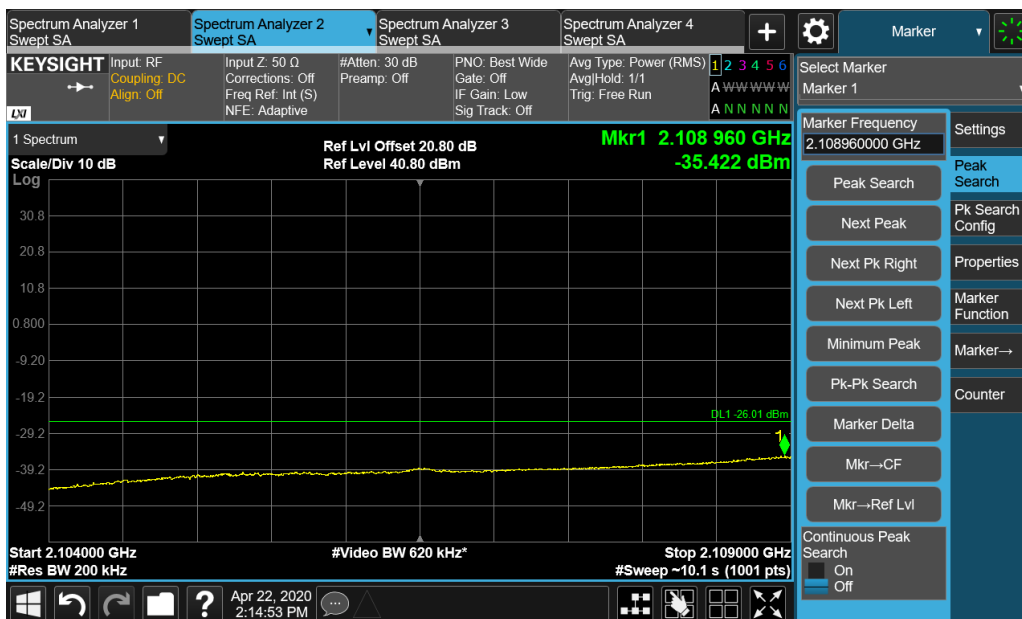 Spectrum Analyzer 1
Swept SA
Spectrum Analyzer 2
Swept SA
Spectrum Analyzer 3
Swept SA
Spectrum Analyzer 4
Swept SA
Marker
KEYSIGHT
LXI
Input: RF
Coupling: DC
Align: Off
Input Z: 50 Ω
Corrections: Off
Freq Ref: Int (S)
NFE: Adaptive
#Atten: 30 dB
Preamp: Off
PNO: Best Wide
Gate: Off
IF Gain: Low
Sig Track: Off
Avg Type: Power (RMS)
Avg|Hold: 1/1
Trig: Free Run
1 2 3 4 5 6
A W W W W W
A N N N N N
Select Marker
Marker 1
1 Spectrum
Scale/Div 10 dB
Ref Lvl Offset 20.80 dB
Ref Level 40.80 dBm
Mkr1 2.108 960 GHz
-35.422 dBm
Log
30.8
20.8
10.8
0.800
-9.20
-19.2
-29.2
-39.2
-49.2
DL1 -26.01 dBm
1
Start 2.104000 GHz
#Res BW 200 kHz
#Video BW 620 kHz*
Stop 2.109000 GHz
#Sweep ~10.1 s (1001 pts)
Marker Frequency
2.108960000 GHz
Peak Search
Next Peak
Next Pk Right
Next Pk Left
Minimum Peak
Pk-Pk Search
Marker Delta
Mkr→CF
Mkr→Ref Lvl
Continuous Peak
Search
On
Off
Settings
Peak
Search
Pk Search
Config
Properties
Marker
Function
Marker→
Counter
?
Apr 22, 2020
2:14:53 PM